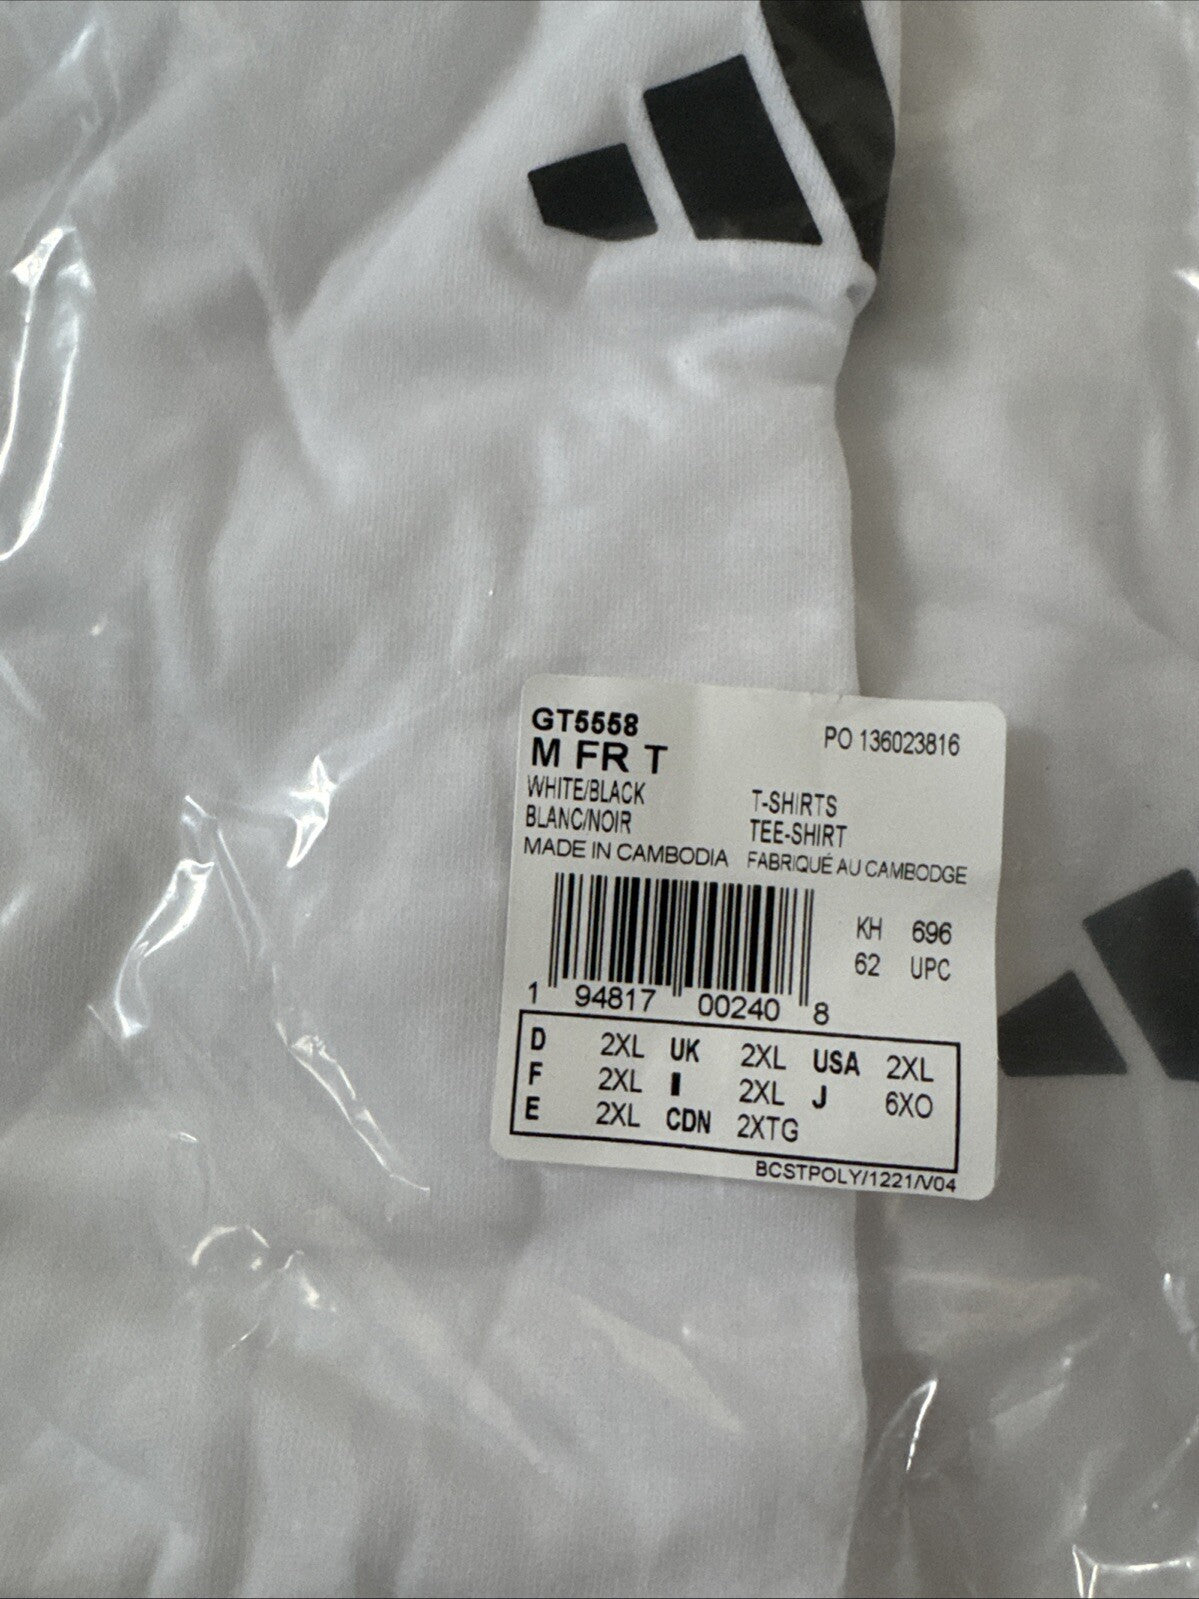 GT5558
PO 136023816
M FR T
WHITE/BLACK T-SHIRTS
BLANC/NOIR TEE-SHIRT
MADE IN CAMBODIA FABRIQUÉ AU CAMBODGE
KH 696
62 UPC
1 94817 00240 8
D 2XL UK 2XL USA 2XL
F 2XL I 2XL J 6XO
E 2XL CDN 2XTG
BCSTPOLY/1221/V04